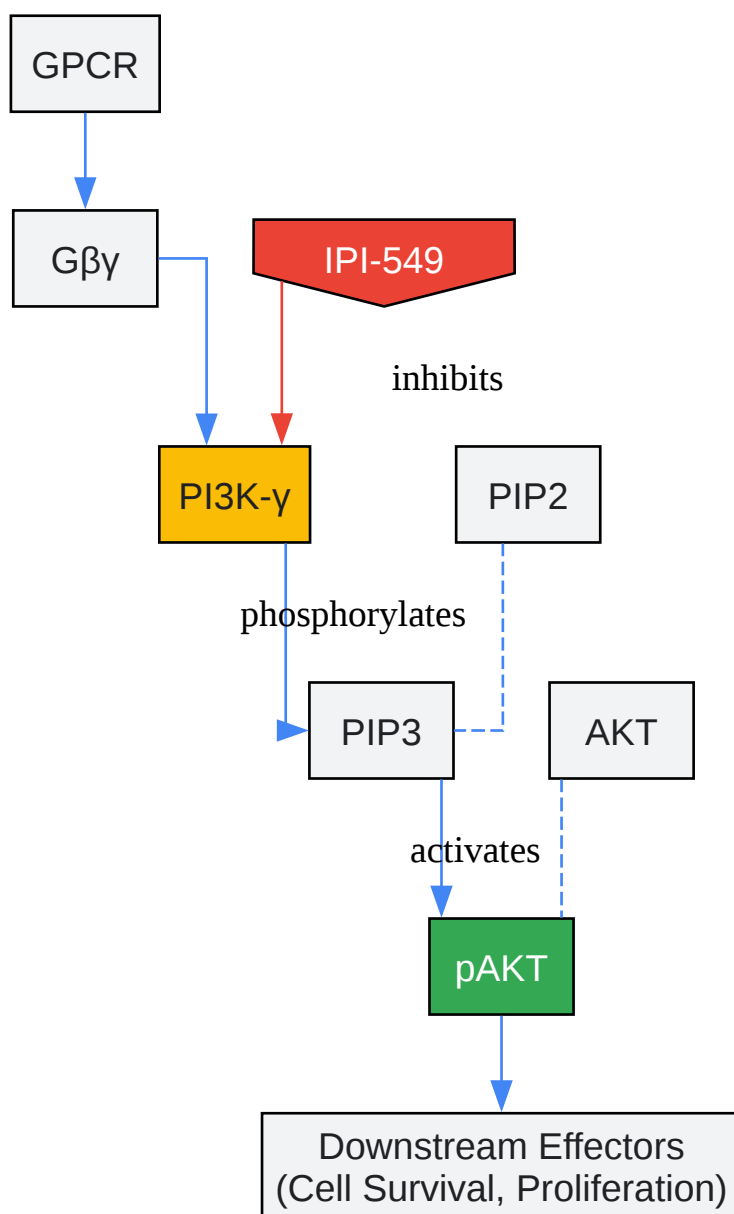 GPCR
Gβγ
IPI-549
inhibits
PI3K-γ
PIP2
phosphorylates
PIP3
AKT
activates
pAKT
Downstream Effectors
(Cell Survival, Proliferation)